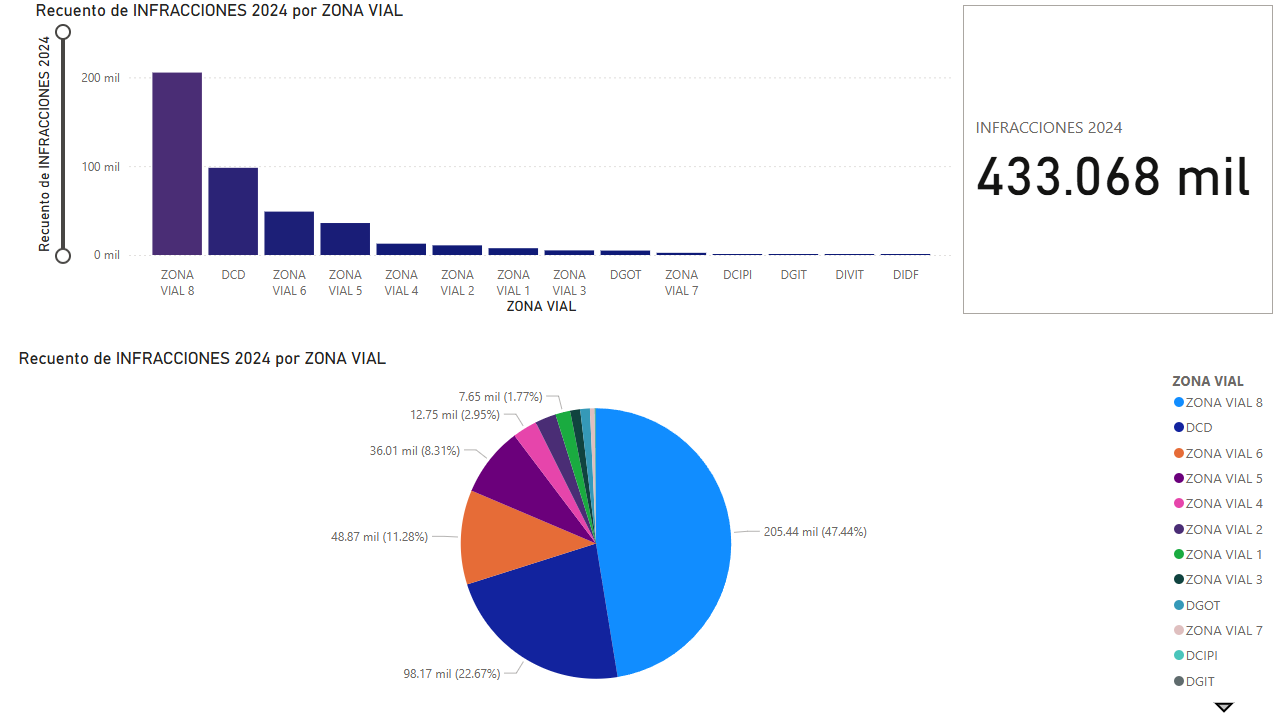 Recuento de INFRACCIONES 2024 por ZONA VIAL
Recuento de INFRACCIONES 2024
200 mil
100 mil
0 mil
ZONA VIAL 8
DCD
ZONA VIAL 6
ZONA VIAL 5
ZONA VIAL 4
ZONA VIAL 2
ZONA VIAL 1
ZONA VIAL 3
DGOT
ZONA VIAL 7
DCIPI
DGIT
DIVIT
DIDF
ZONA VIAL
INFRACCIONES 2024
433.068 mil
Recuento de INFRACCIONES 2024 por ZONA VIAL
7.65 mil (1.77%)
12.75 mil (2.95%)
36.01 mil (8.31%)
48.87 mil (11.28%)
98.17 mil (22.67%)
205.44 mil (47.44%)
ZONA VIAL
ZONA VIAL 8
DCD
ZONA VIAL 6
ZONA VIAL 5
ZONA VIAL 4
ZONA VIAL 2
ZONA VIAL 1
ZONA VIAL 3
DGOT
ZONA VIAL 7
DCIPI
DGIT